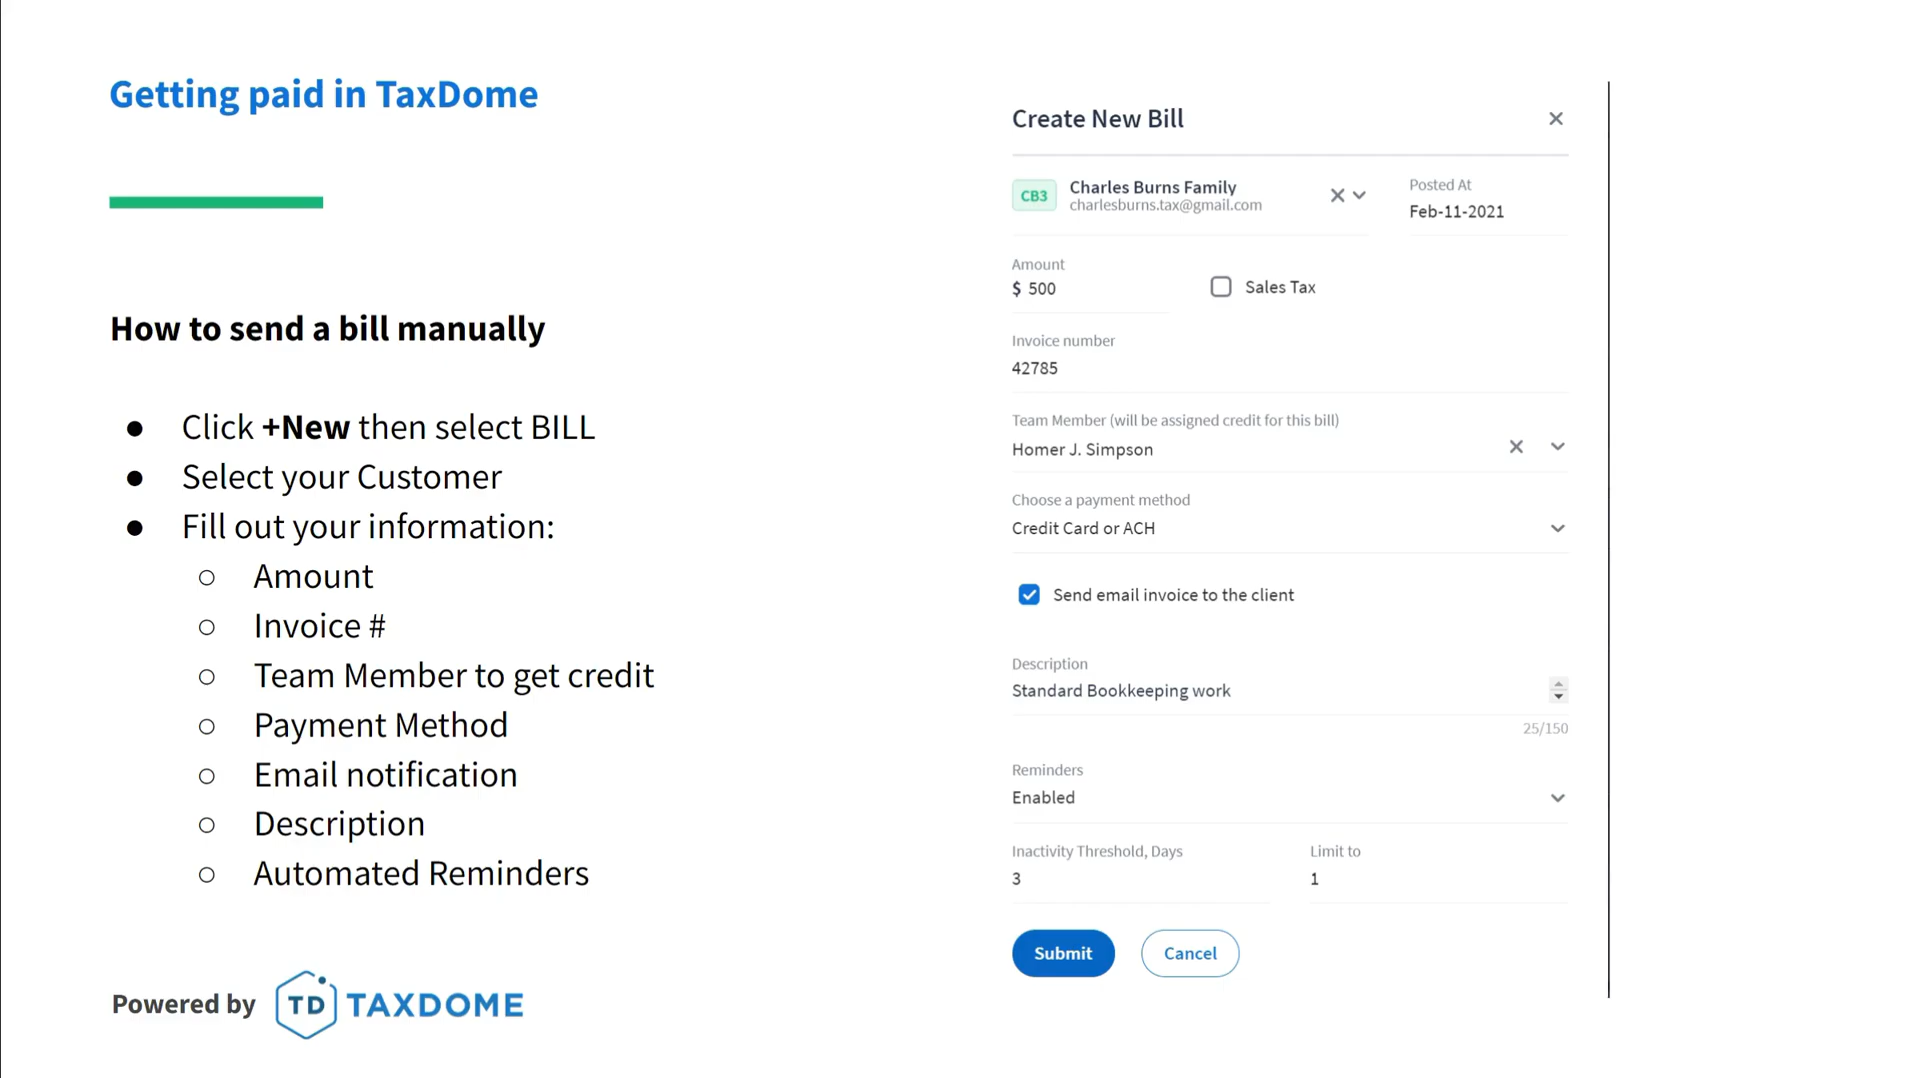 Getting paid in TaxDome
How to send a bill manually
● Click +New then select BILL
● Select your Customer
● Fill out your information:
○ Amount
○ Invoice #
○ Team Member to get credit
○ Payment Method
○ Email notification
○ Description
○ Automated Reminders
Powered by TD TAXDOME
Create New Bill
CB3 Charles Burns Family
charlesburns.tax@gmail.com
Posted At
Feb-11-2021
Amount
$ 500
Sales Tax
Invoice number
42785
Team Member (will be assigned credit for this bill)
Homer J. Simpson
Choose a payment method
Credit Card or ACH
Send email invoice to the client
Description
Standard Bookkeeping work
25/150
Reminders
Enabled
Inactivity Threshold, Days
3
Limit to
1
Submit Cancel